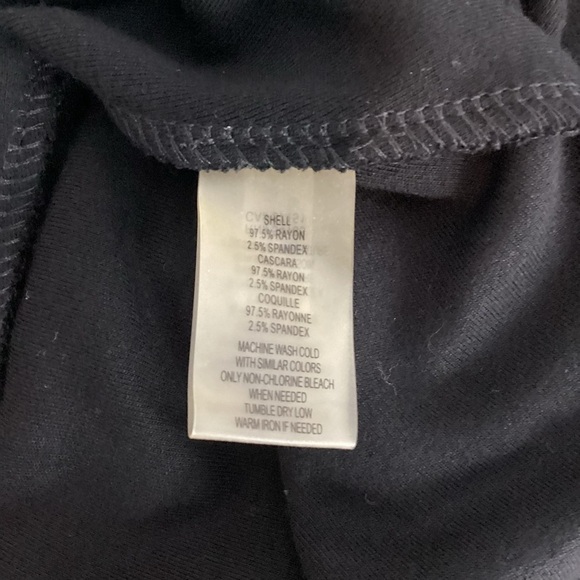 SHELL
97.5% RAYON
2.5% SPANDEX
CASCARA
97.5% RAYON
2.5% SPANDEX
COQUILLE
97.5% RAYONNE
2.5% SPANDEX
MACHINE WASH COLD
WITH SIMILAR COLORS
ONLY NON-CHLORINE BLEACH
WHEN NEEDED
TUMBLE DRY LOW
WARM IRON IF NEEDED